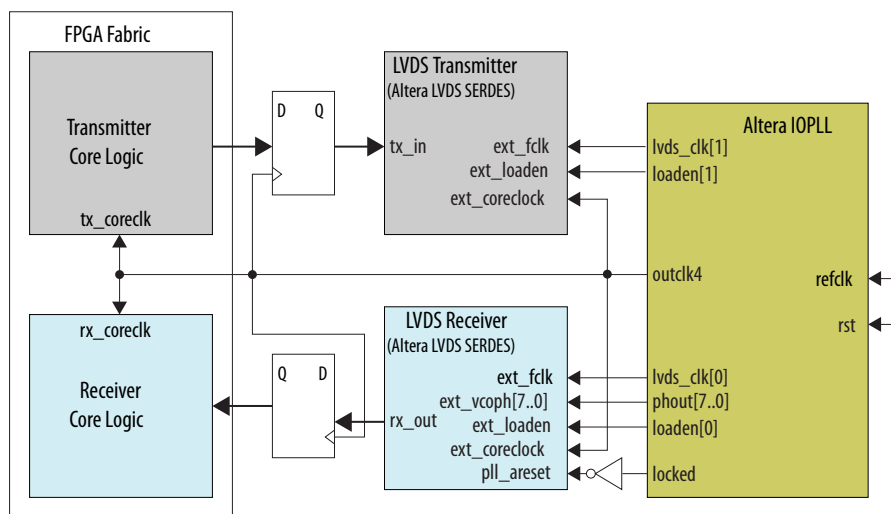 FPGA Fabric
Transmitter
Core Logic
tx_coreclk
D Q
LVDS Transmitter
(Altera LVDS SERDES)
tx_in
ext_fclk
ext_loaden
ext_coreclock
Altera IOPLL
lvds_clk[1]
loaden[1]
outclk4
refclk
rst
rx_coreclk
Receiver
Core Logic
Q D
LVDS Receiver
(Altera LVDS SERDES)
ext_fclk
ext_vcoph[7..0]
rx_out
ext_loaden
ext_coreclock
pll_areset
lvds_clk[0]
phout[7..0]
loaden[0]
locked